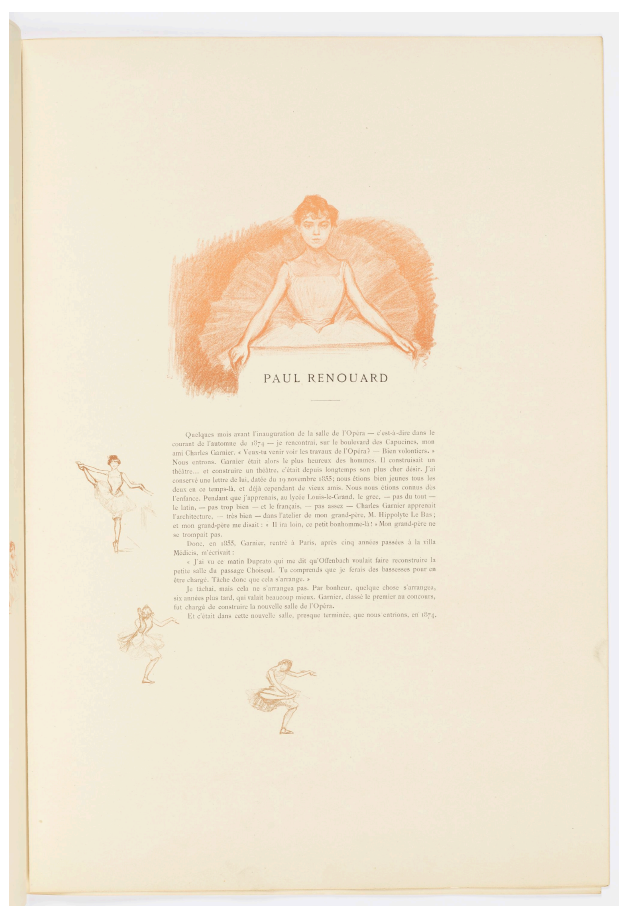 PAUL RENOUARD
Quelques mois avant l'inauguration de la salle de l'Opéra — c'est-à-dire dans le
courant de l'automne de 1874 — je rencontrai, sur le boulevard des Capucines, mon
ami Charles Garnier. « Veux-tu venir voir les travaux de l'Opéra? — Bien volontiers. »
Nous entrons. Garnier était alors le plus heureux des hommes. Il construisait un
théâtre... et construire un théâtre, c'était depuis longtemps son plus cher désir. J'ai
conservé une lettre de lui, datée du 19 novembre 1855; nous étions bien jeunes tous les
deux en ce temps-là, et déjà cependant de vieux amis. Nous nous étions connus dès
l'enfance. Pendant que j'apprenais, au lycée Louis-le-Grand, le grec, — pas du tout —
le latin, — pas trop bien — et le français, — pas assez — Charles Garnier apprenait
l'architecture, — très bien — dans l'atelier de mon grand-père, M. Hippolyte Le Bas;
et mon grand-père me disait : « Il ira loin, ce petit bonhomme-là! » Mon grand-père ne
se trompait pas.
Donc, en 1855, Garnier, rentré à Paris, après cinq années passées à la villa
Médicis, m'écrivait :
« J'ai vu ce matin Duprato qui me dit qu'Offenbach voulait faire reconstruire la
petite salle du passage Choiseul. Tu comprends que je ferais des bassesses pour en
être chargé. Tâche donc que cela s'arrange. »
Je tâchai, mais cela ne s'arrangea pas. Par bonheur, quelque chose s'arrangea,
six années plus tard, qui valait beaucoup mieux. Garnier, classé le premier au concours,
fut chargé de construire la nouvelle salle de l'Opéra.
Et c'était dans cette nouvelle salle, presque terminée, que nous entrions, en 1874,